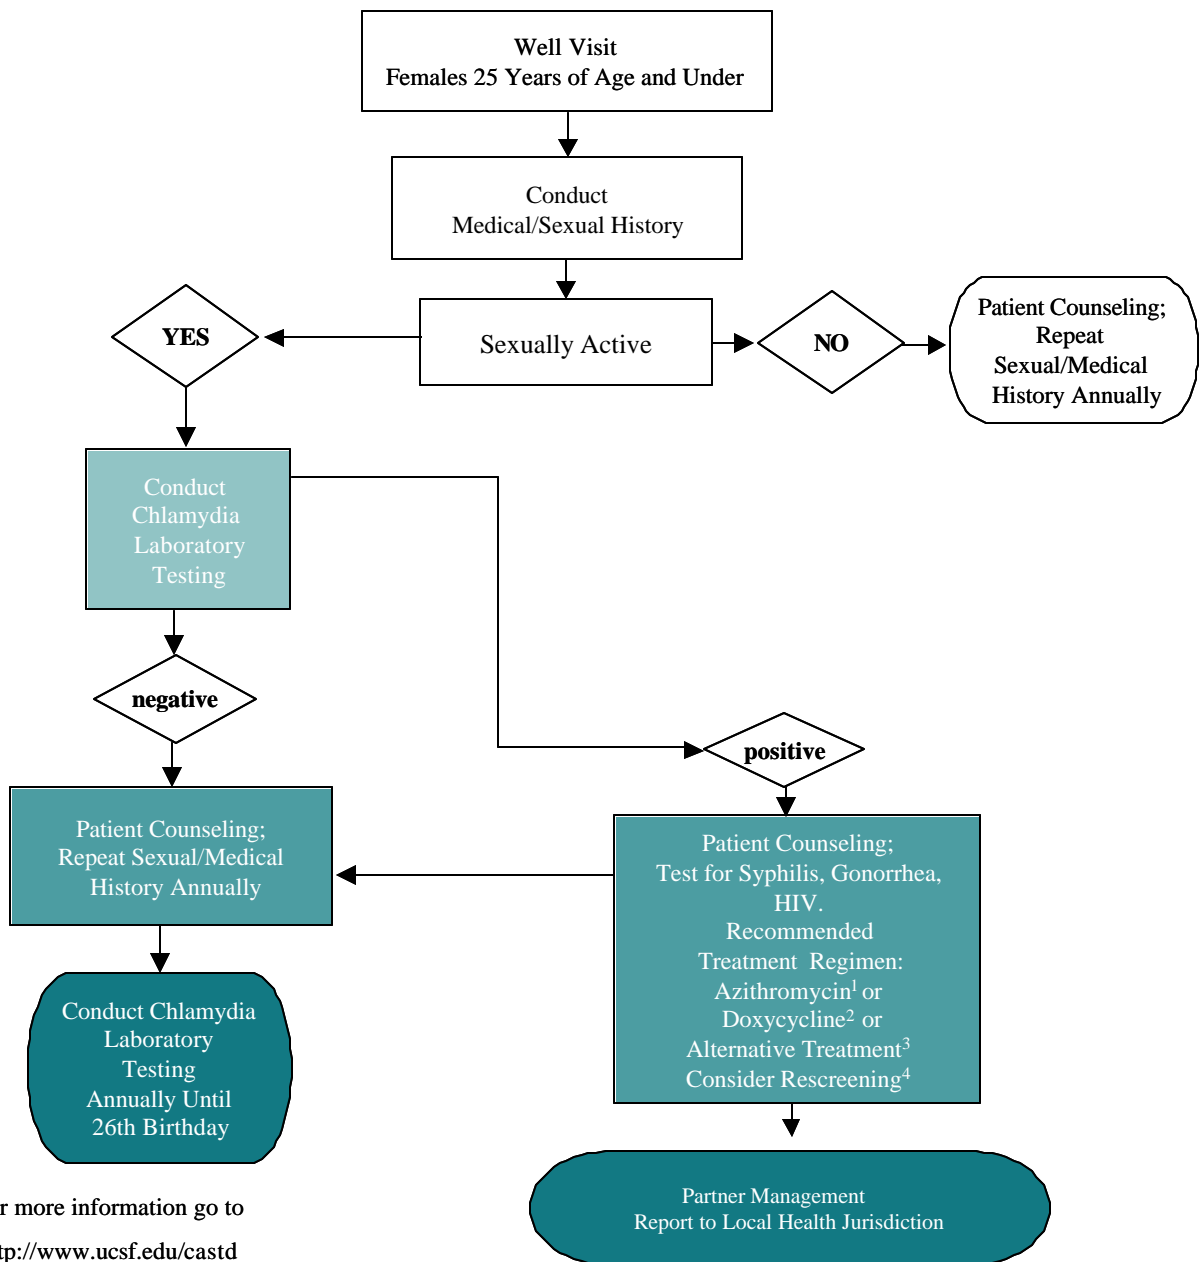 Well Visit
Females 25 Years of Age and Under
Conduct
Medical/Sexual History
YES
Sexually Active
NO
Patient Counseling;
Repeat
Sexual/Medical
History Annually
Conduct
Chlamydia
Laboratory
Testing
negative
positive
Patient Counseling;
Repeat Sexual/Medical
History Annually
Patient Counseling;
Test for Syphilis, Gonorrhea,
HIV.
Recommended
Treatment Regimen:
Azithromycin¹ or
Doxycycline² or
Alternative Treatment³
Consider Rescreening⁴
Conduct Chlamydia
Laboratory
Testing
Annually Until
26th Birthday
Partner Management
Report to Local Health Jurisdiction
r more information go to
tp://www.ucsf.edu/castd